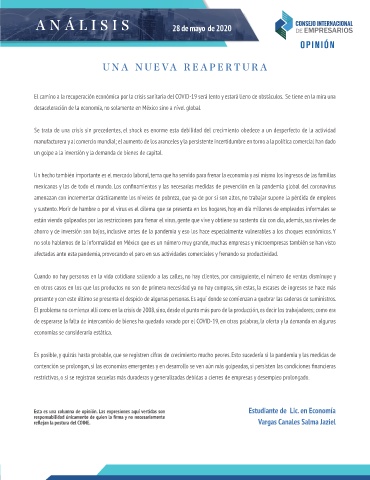 ANÁLISIS
28 de mayo de 2020
CONSEJO INTERNACIONAL
DE EMPRESARIOS
OPINIÓN
UNA NUEVA REAPERTURA
El camino a la recuperación económica por la crisis sanitaria del COVID-19 será lento y estará lleno de obstáculos. Se tiene en la mira una
desaceleración de la economía, no solamente en México sino a nivel global.
Se trata de una crisis sin precedentes, el shock es enorme esta debilidad del crecimiento obedece a un desperfecto de la actividad
manufacturera y al comercio mundial; el aumento de los aranceles y la persistente incertidumbre en torno a la política comercial han dado
un golpe a la inversión y la demanda de bienes de capital.
Un hecho también importante es el mercado laboral, tema que ha servido para frenar la economía y así mismo los ingresos de las familias
mexicanas y las de todo el mundo. Los confinamientos y las necesarias medidas de prevención en la pandemia global del coronavirus
amenazan con incrementar drásticamente los niveles de pobreza, que ya de por sí son altos, no trabajar supone la pérdida de empleos
y sustento. Morir de hambre o por el virus es el dilema que se presenta en los hogares, hoy en día millones de empleados informales se
están viendo golpeados por las restricciones para frenar el virus, gente que vive y obtiene su sustento día con día, además, sus niveles de
ahorro y de inversión son bajos, inclusive antes de la pandemia y eso los hace especialmente vulnerables a los choques económicos. Y
no solo hablemos de la informalidad en México que es un número muy grande, muchas empresas y microempresas también se han visto
afectadas ante esta pandemia, provocando el paro en sus actividades comerciales y frenando su productividad.
Cuando no hay personas en la vida cotidiana saliendo a las calles, no hay clientes, por consiguiente, el número de ventas disminuye y
en otros casos en los que los productos no son de primera necesidad ya no hay compras, sin estas, la escases de ingresos se hace más
presente y con este último se presenta el despido de algunas personas. Es aquí donde se comienzan a quebrar las cadenas de suministros.
El problema no comienza allí como en la crisis de 2008, sino, desde el punto más puro de la producción, es decir los trabajadores; como era
de esperarse la falta de intercambio de bienes ha quedado varado por el COVID-19, en otras palabras, la oferta y la demanda en algunas
economías se consideraría estática.
Es posible, y quizás hasta probable, que se registren cifras de crecimiento mucho peores. Esto sucedería si la pandemia y las medidas de
contención se prolongan, si las economías emergentes y en desarrollo se ven aún más golpeadas, si persisten las condiciones financieras
restrictivas, o si se registran secuelas más duraderas y generalizadas debidas a cierres de empresas y desempleo prolongado.
Esta es una columna de opinión. Las expresiones aquí vertidas son
responsabilidad únicamente de quien la firma y no necesariamente
reflejan la postura del COINE.
Estudiante de Lic. en Economía
Vargas Canales Salma Jaziel